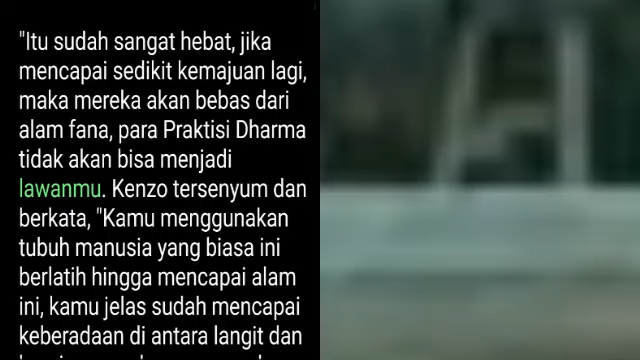 "Itu sudah sangat hebat, jika
mencapai sedikit kemajuan lagi,
maka mereka akan bebas dari
alam fana, para Praktisi Dharma
tidak akan bisa menjadi
lawanmu. Kenzo tersenyum dan
berkata, "Kamu menggunakan
tubuh manusia yang biasa ini
berlatih hingga mencapai alam
ini, kamu jelas sudah mencapai
keberadaan di antara langit dan